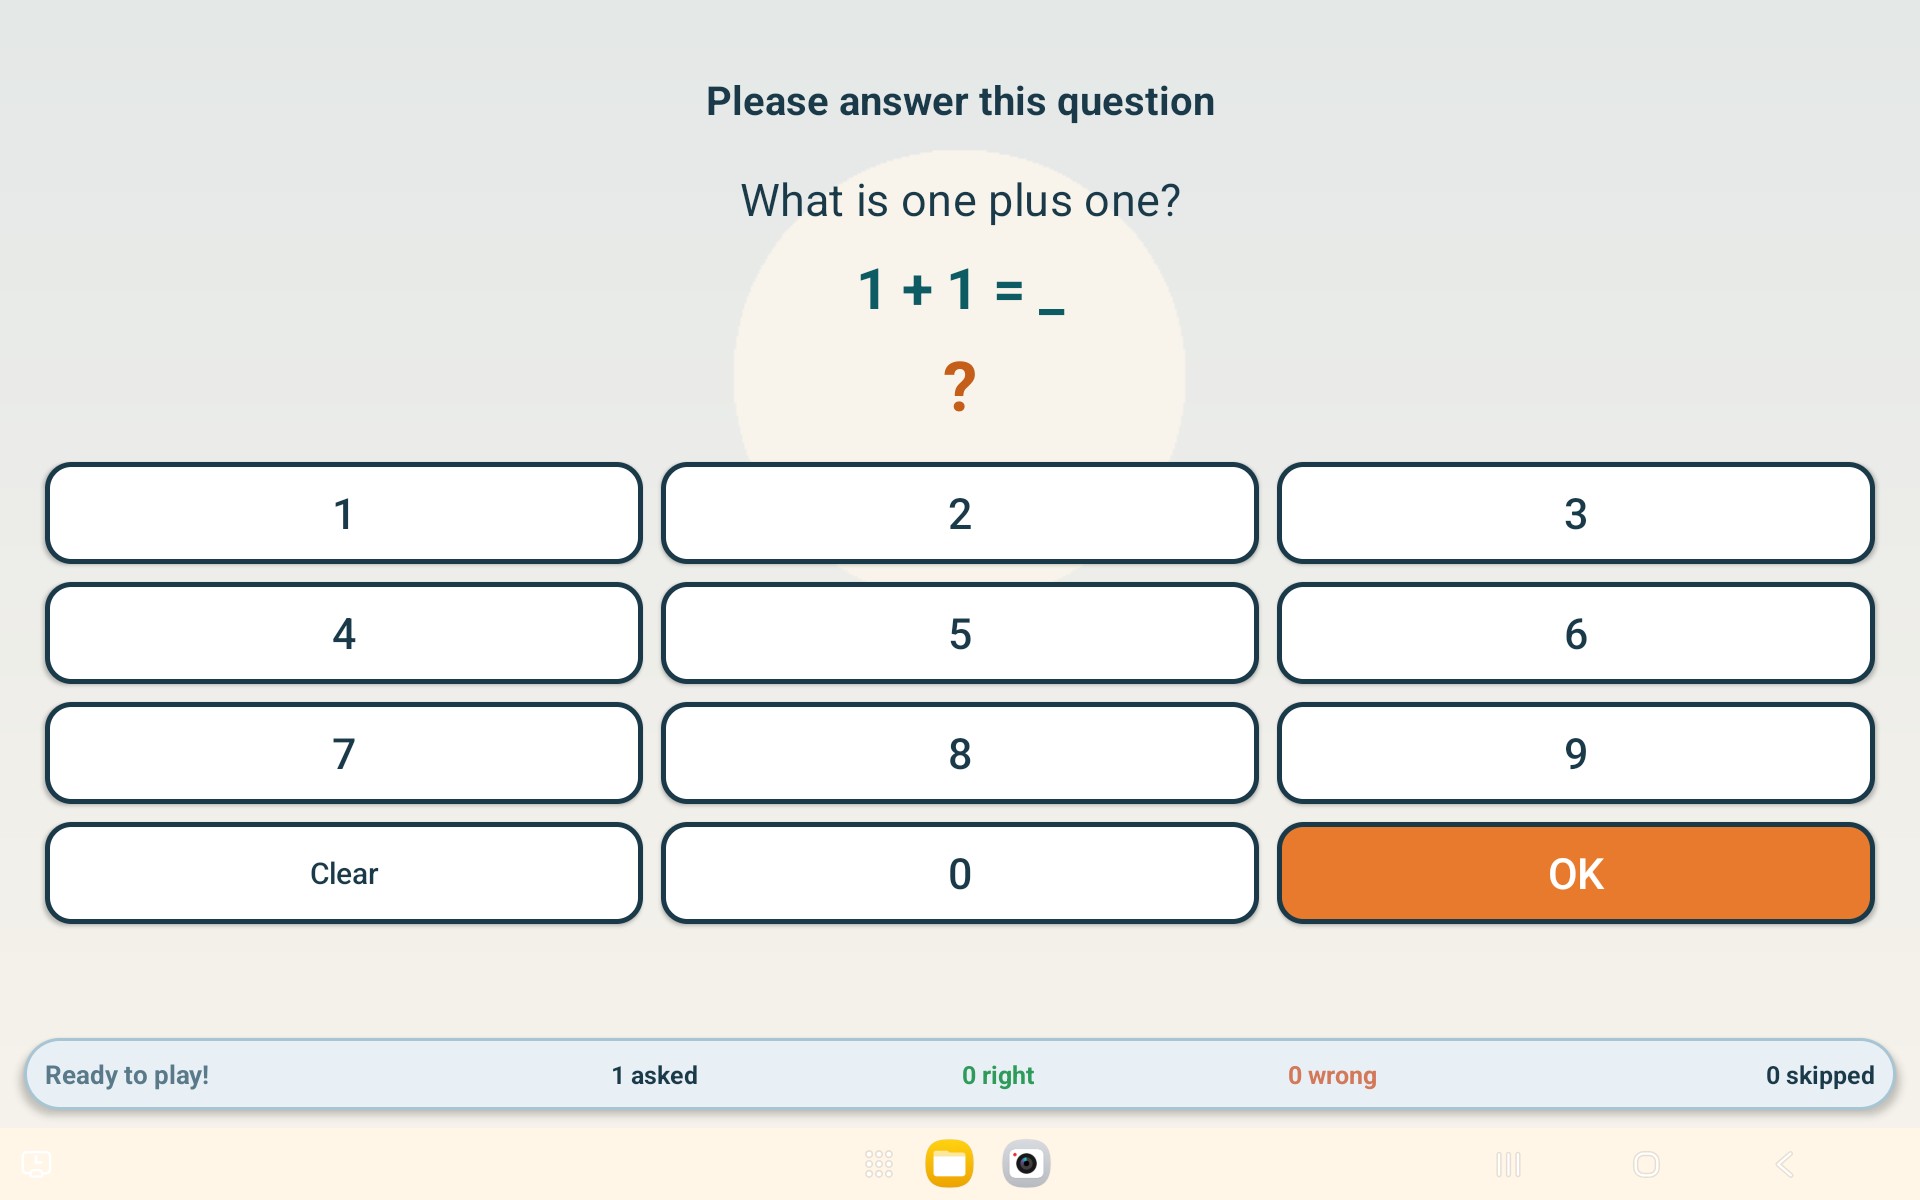 Please answer this question
What is one plus one?
1 + 1 = _
?
1 2 3
4 5 6
7 8 9
Clear 0 OK
Ready to play! 1 asked 0 right 0 wrong 0 skipped